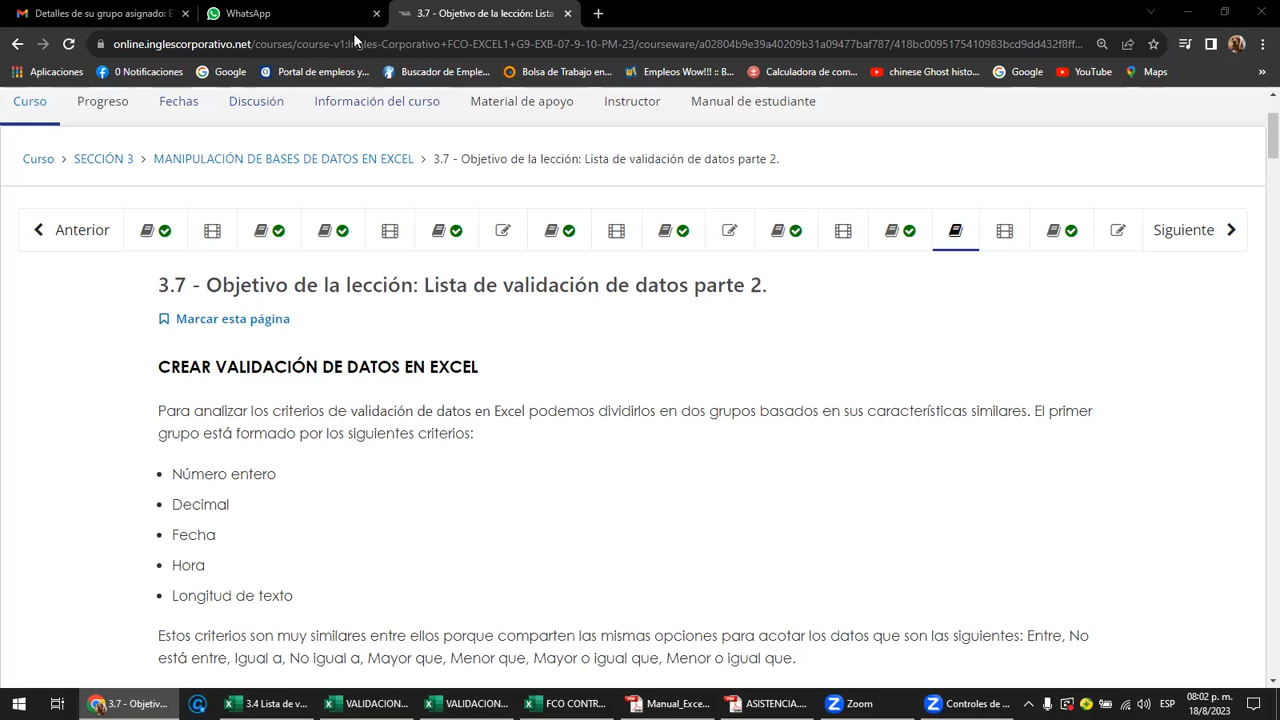 Detalles de su grupo asignado: E
WhatsApp
3.7 - Objetivo de la lección: Lista
online.inglescorporativo.net/courses/course-v1:Ingles-Corporativo+FCO-EXCEL1+G9-EXB-07-9-10-PM-23/courseware/a02804b9e39a40209b31a09477baf787/418bc0095175410983bcd9dd432f8ff...
Aplicaciones
0 Notificaciones
Google
Portal de empleos y...
Buscador de Emple...
Bolsa de Trabajo en...
Empleos Wow!!! :: B...
Calculadora de com...
chinese Ghost histo...
Google
YouTube
Maps
»
Curso
Progreso
Fechas
Discusión
Información del curso
Material de apoyo
Instructor
Manual de estudiante
Curso > SECCIÓN 3 > MANIPULACIÓN DE BASES DE DATOS EN EXCEL > 3.7 - Objetivo de la lección: Lista de validación de datos parte 2.
Anterior
Siguiente
3.7 - Objetivo de la lección: Lista de validación de datos parte 2.
Marcar esta página
CREAR VALIDACIÓN DE DATOS EN EXCEL
Para analizar los criterios de validación de datos en Excel podemos dividirlos en dos grupos basados en sus características similares. El primer
grupo está formado por los siguientes criterios:
• Número entero
• Decimal
• Fecha
• Hora
• Longitud de texto
Estos criterios son muy similares entre ellos porque comparten las mismas opciones para acotar los datos que son las siguientes: Entre, No
está entre, Igual a, No igual a, Mayor que, Menor que, Mayor o igual que, Menor o igual que.
3.7 - Objetiv...
3.4 Lista de v...
VALIDACION...
VALIDACION...
FCO CONTR...
Manual_Exce...
ASISTENCIA....
Zoom
Controles de ...
ESP
08:02 p. m.
18/8/2023